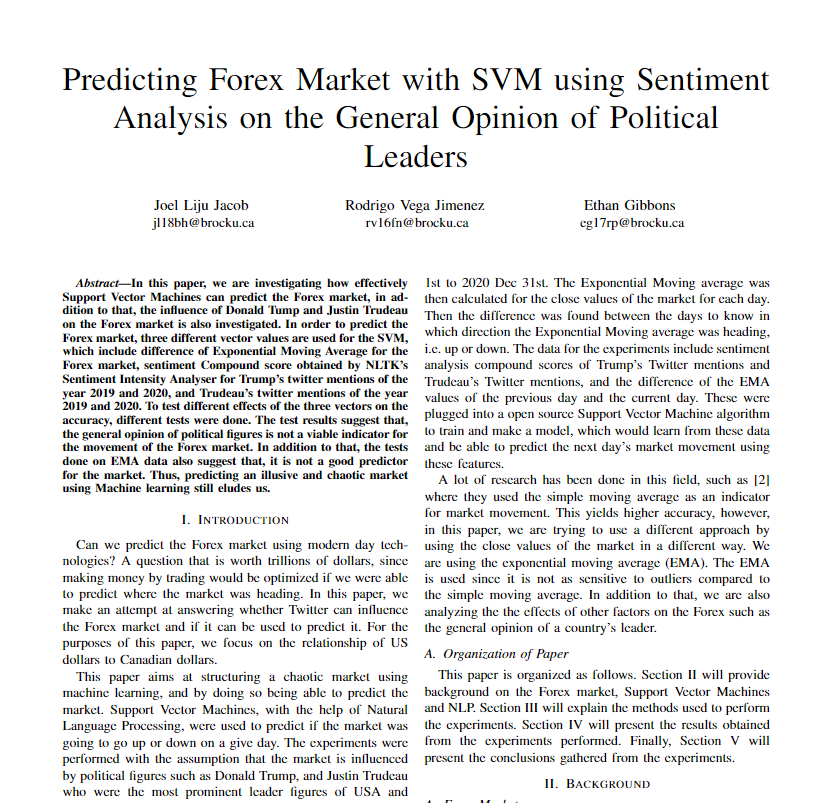 Predicting Forex Market with SVM using Sentiment
Analysis on the General Opinion of Political
Leaders
Joel Liju Jacob
jl18bh@brocku.ca
Rodrigo Vega Jimenez
rv16fn@brocku.ca
Ethan Gibbons
eg17rp@brocku.ca
Abstract—In this paper, we are investigating how effectively
Support Vector Machines can predict the Forex market, in ad-
dition to that, the influence of Donald Tump and Justin Trudeau
on the Forex market is also investigated. In order to predict the
Forex market, three different vector values are used for the SVM,
which include difference of Exponential Moving Average for the
Forex market, sentiment Compound score obtained by NLTK's
Sentiment Intensity Analyser for Trump's twitter mentions of the
year 2019 and 2020, and Trudeau's twitter mentions of the year
2019 and 2020. To test different effects of the three vectors on the
accuracy, different tests were done. The test results suggest that,
the general opinion of political figures is not a viable indicator for
the movement of the Forex market. In addition to that, the tests
done on EMA data also suggest that, it is not a good predictor
for the market. Thus, predicting an illusive and chaotic market
using Machine learning still eludes us.
I. INTRODUCTION
Can we predict the Forex market using modern day tech-
nologies? A question that is worth trillions of dollars, since
making money by trading would be optimized if we were able
to predict where the market was heading. In this paper, we
make an attempt at answering whether Twitter can influence
the Forex market and if it can be used to predict it. For the
purposes of this paper, we focus on the relationship of US
dollars to Canadian dollars.
This paper aims at structuring a chaotic market using
machine learning, and by doing so being able to predict the
market. Support Vector Machines, with the help of Natural
Language Processing, were used to predict if the market was
going to go up or down on a give day. The experiments were
performed with the assumption that the market is influenced
by political figures such as Donald Trump, and Justin Trudeau
who were the most prominent leader figures of USA and
1st to 2020 Dec 31st. The Exponential Moving average was
then calculated for the close values of the market for each day.
Then the difference was found between the days to know in
which direction the Exponential Moving average was heading,
i.e. up or down. The data for the experiments include sentiment
analysis compound scores of Trump's Twitter mentions and
Trudeau's Twitter mentions, and the difference of the EMA
values of the previous day and the current day. These were
plugged into a open source Support Vector Machine algorithm
to train and make a model, which would learn from these data
and be able to predict the next day's market movement using
these features.
A lot of research has been done in this field, such as [2]
where they used the simple moving average as an indicator
for market movement. This yields higher accuracy, however,
in this paper, we are trying to use a different approach by
using the close values of the market in a different way. We
are using the exponential moving average (EMA). The EMA
is used since it is not as sensitive to outliers compared to
the simple moving average. In addition to that, we are also
analyzing the the effects of other factors on the Forex such as
the general opinion of a country's leader.
A. Organization of Paper
This paper is organized as follows. Section II will provide
background on the Forex market, Support Vector Machines
and NLP. Section III will explain the methods used to perform
the experiments. Section IV will present the results obtained
from the experiments performed. Finally, Section V will
present the conclusions gathered from the experiments.
II. BACKGROUND